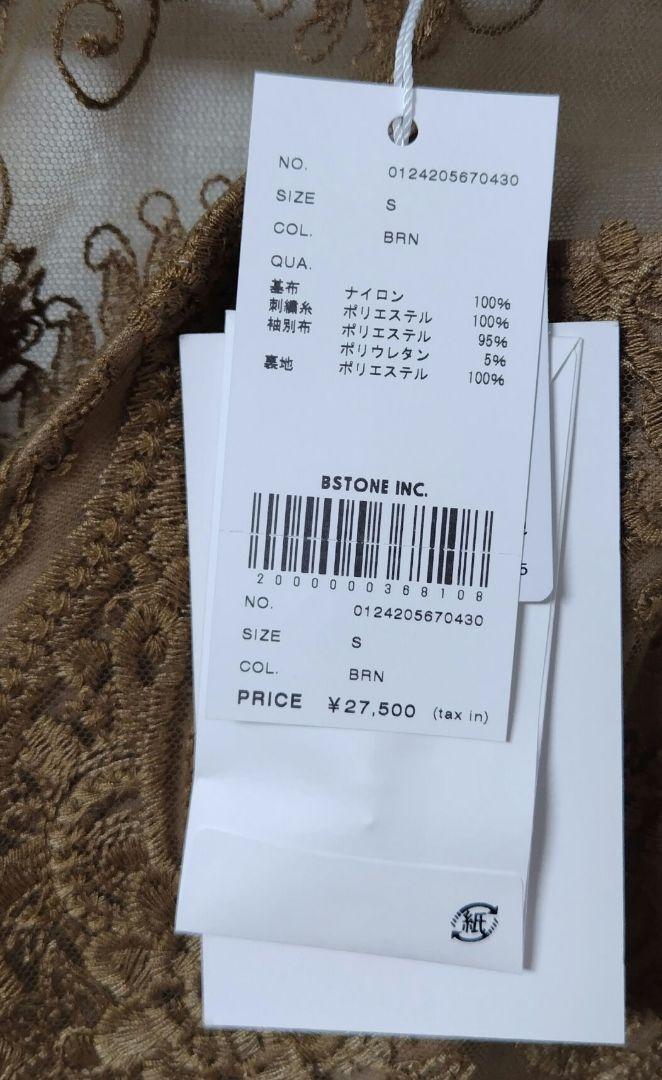 NO. 0124205670430
SIZE S
COL. BRN
QUA.
基布 ナイロン 100%
刺繍糸 ポリエステル 100%
袖別布 ポリエステル 95%
ポリウレタン 5%
裏地 ポリエステル 100%
BSTONE INC.
2000000368108
NO. 0124205670430
SIZE S
COL. BRN
PRICE ¥27,500 (tax in)
5
紙